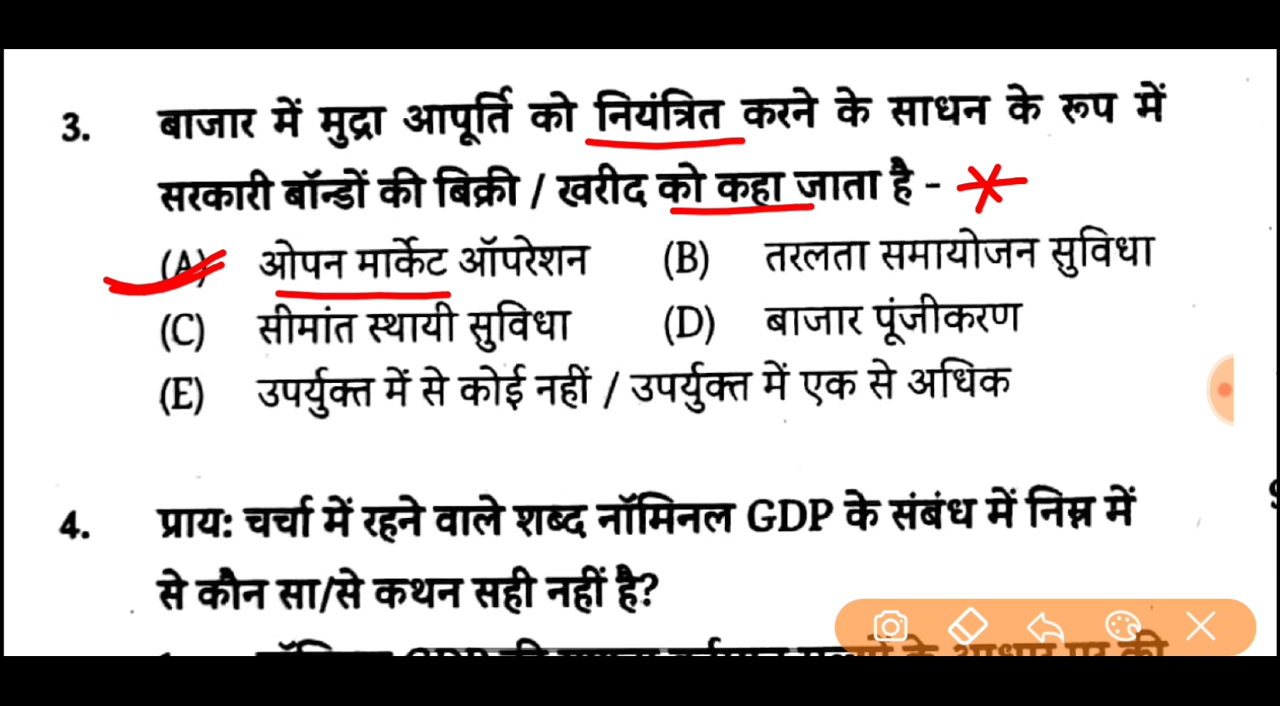 3. बाजार में मुद्रा आपूर्ति को नियंत्रित करने के साधन के रूप में
सरकारी बॉन्डों की बिक्री / खरीद को कहा जाता है -
(A) ओपन मार्केट ऑपरेशन (B) तरलता समायोजन सुविधा
(C) सीमांत स्थायी सुविधा (D) बाजार पूंजीकरण
(E) उपर्युक्त में से कोई नहीं / उपर्युक्त में एक से अधिक
4. प्राय: चर्चा में रहने वाले शब्द नॉमिनल GDP के संबंध में निम्न में
से कौन सा/से कथन सही नहीं है?